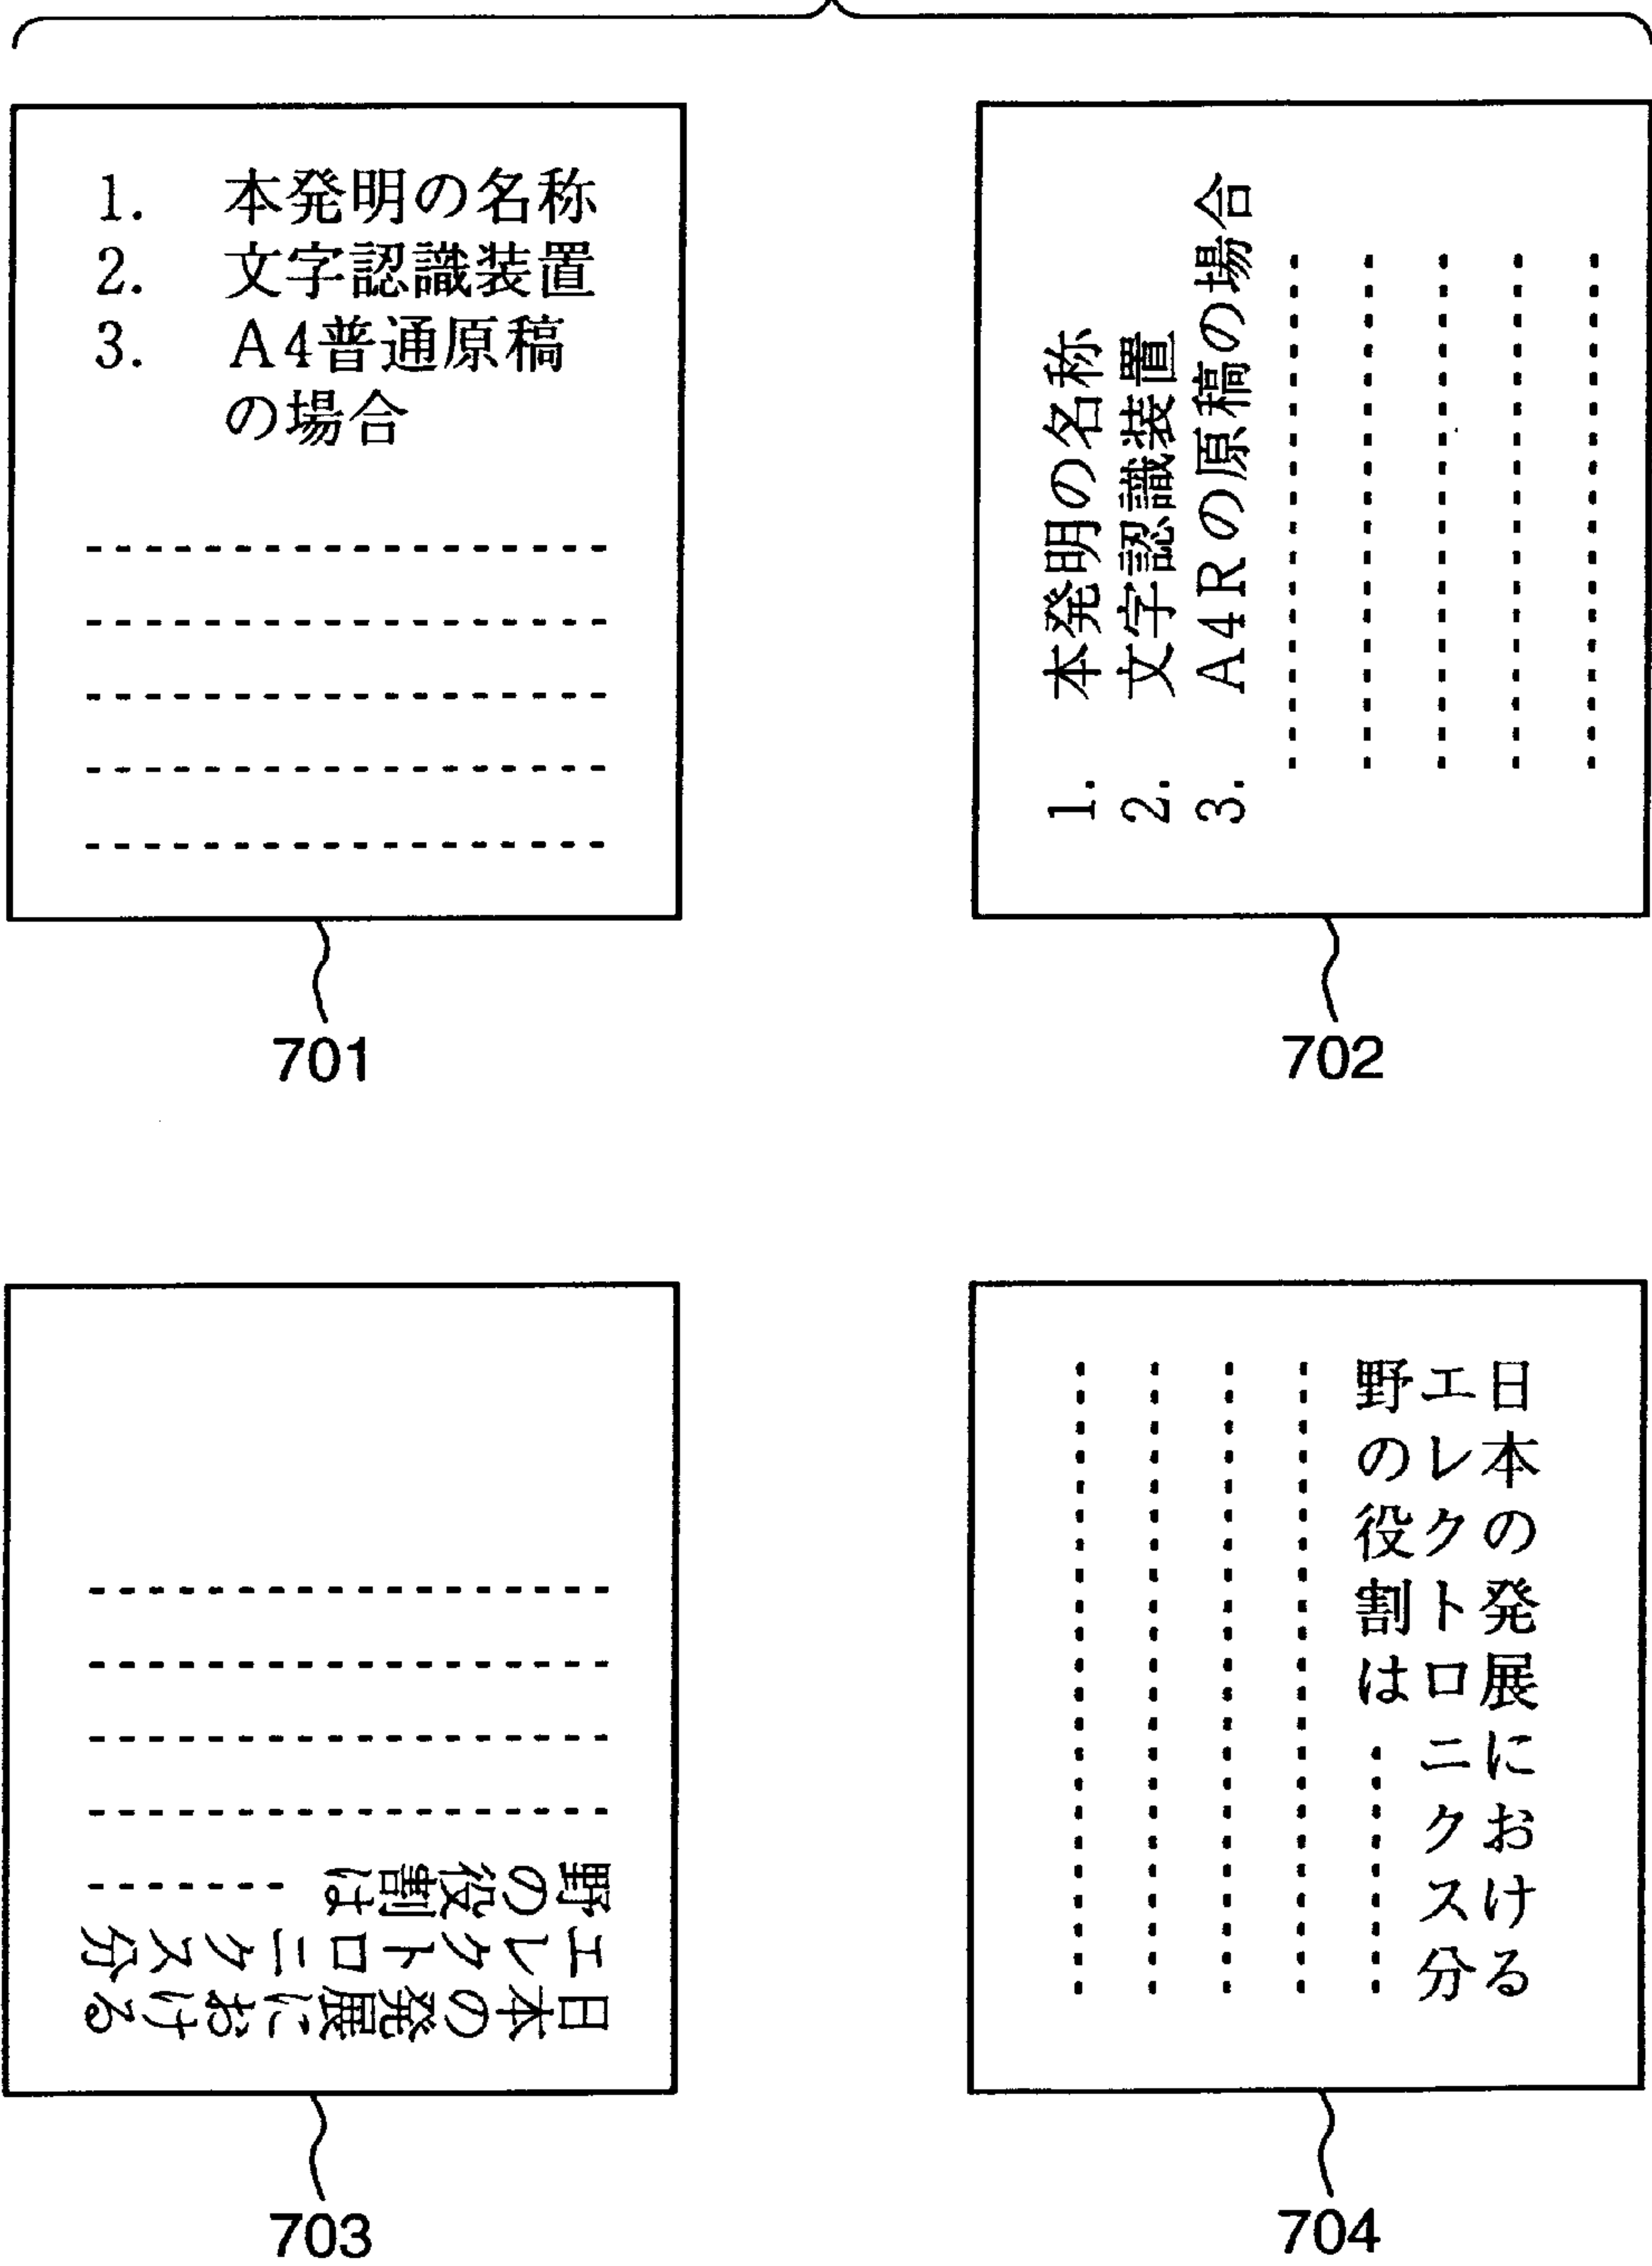 1. 本発明の名称
2. 文字認識装置
3. A4普通原稿
の場合
701
1. 本発明の名称
2. 文字認識装置
3. A4Rの原稿の場合
702
日本の発展における
エレクトロニクス分
野の役割は
703
日本の発展における
エレクトロニクス分
野の役割は
704